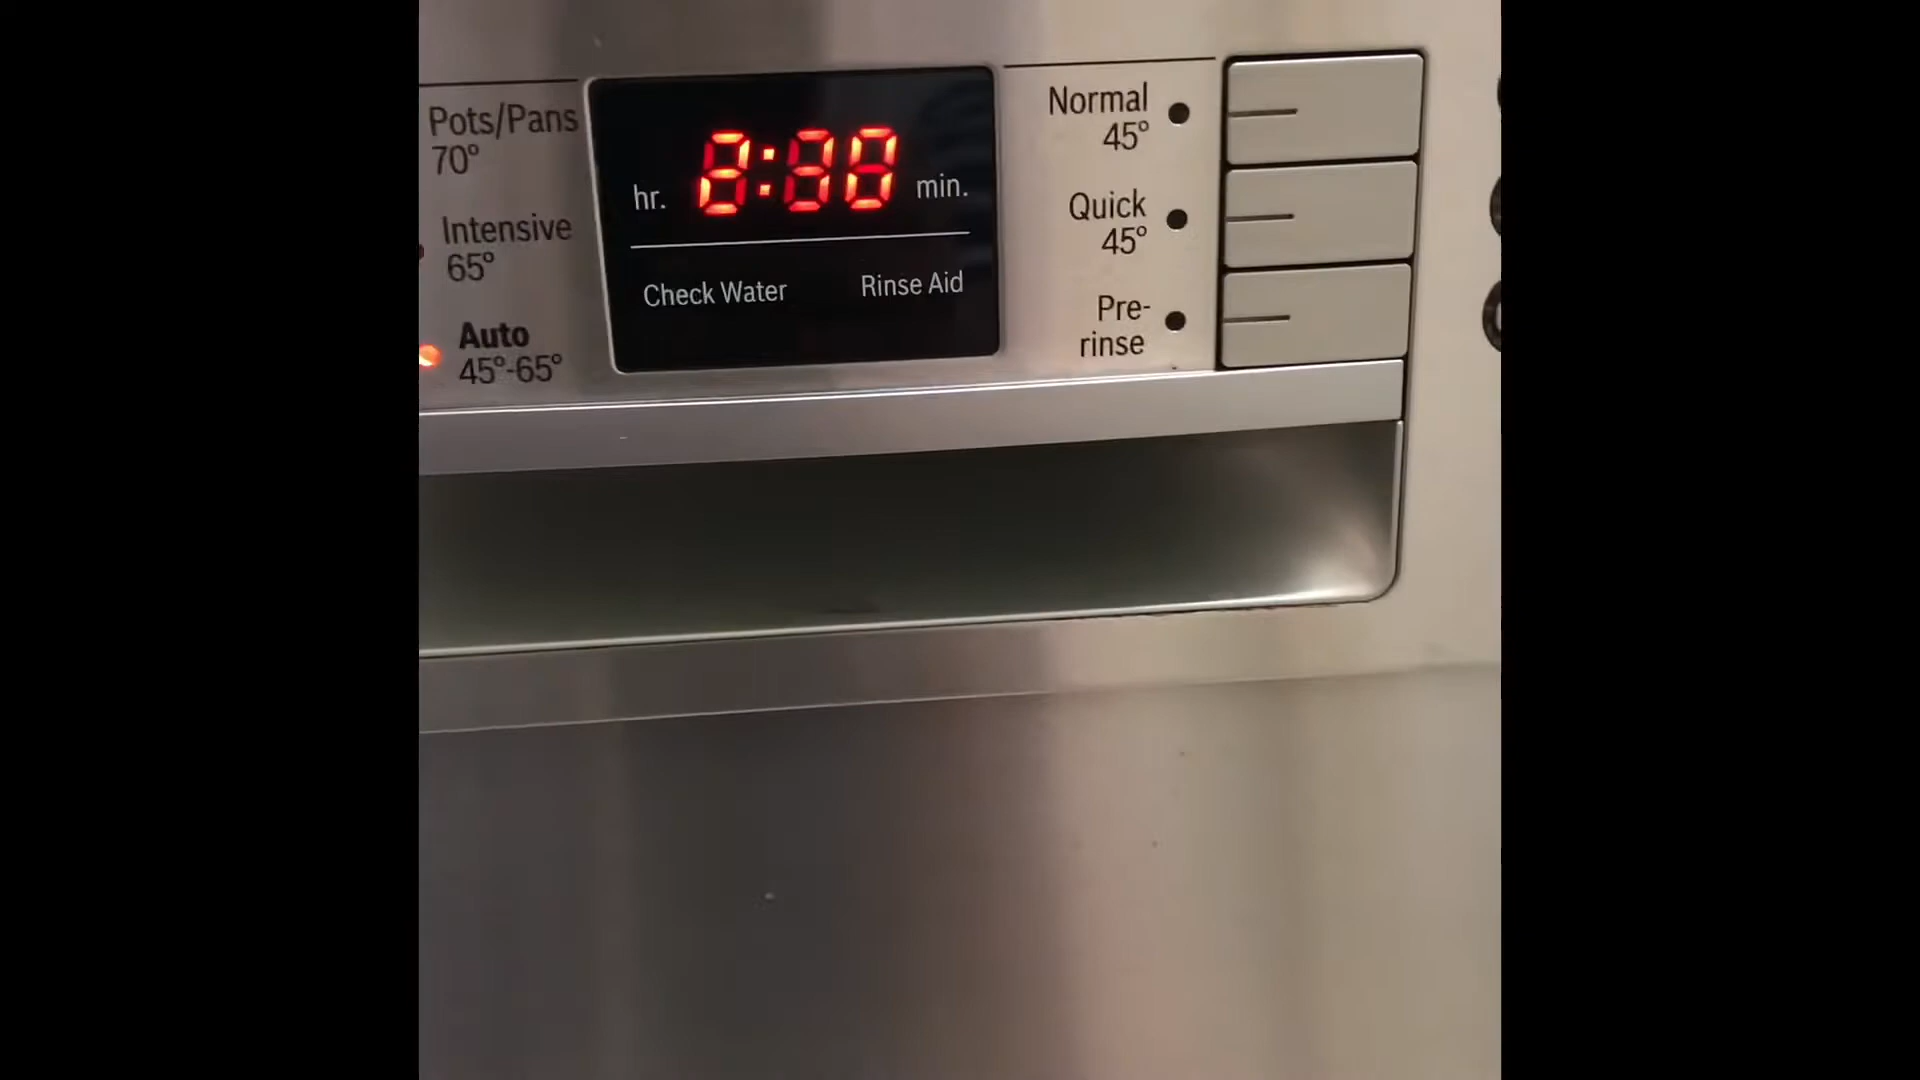 Pots/Pans
70°
Intensive
65°
Auto
45°-65°
hr.
min.
Check Water
Rinse Aid
Normal
45°
Quick
45°
Pre-
rinse